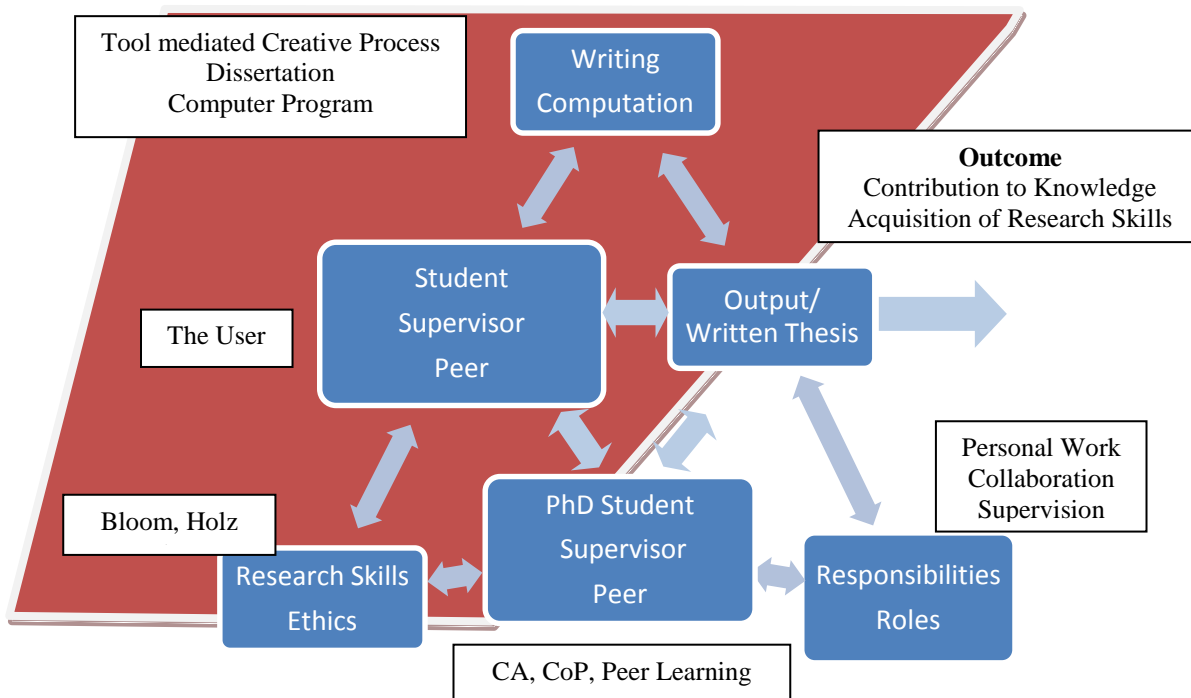 Tool mediated Creative Process
Dissertation
Computer Program
Writing
Computation
Outcome
Contribution to Knowledge
Acquisition of Research Skills
Student
Supervisor
Peer
Output/
Written Thesis
The User
Personal Work
Collaboration
Supervision
Bloom, Holz
PhD Student
Supervisor
Peer
Research Skills
Ethics
Responsibilities
Roles
CA, CoP, Peer Learning